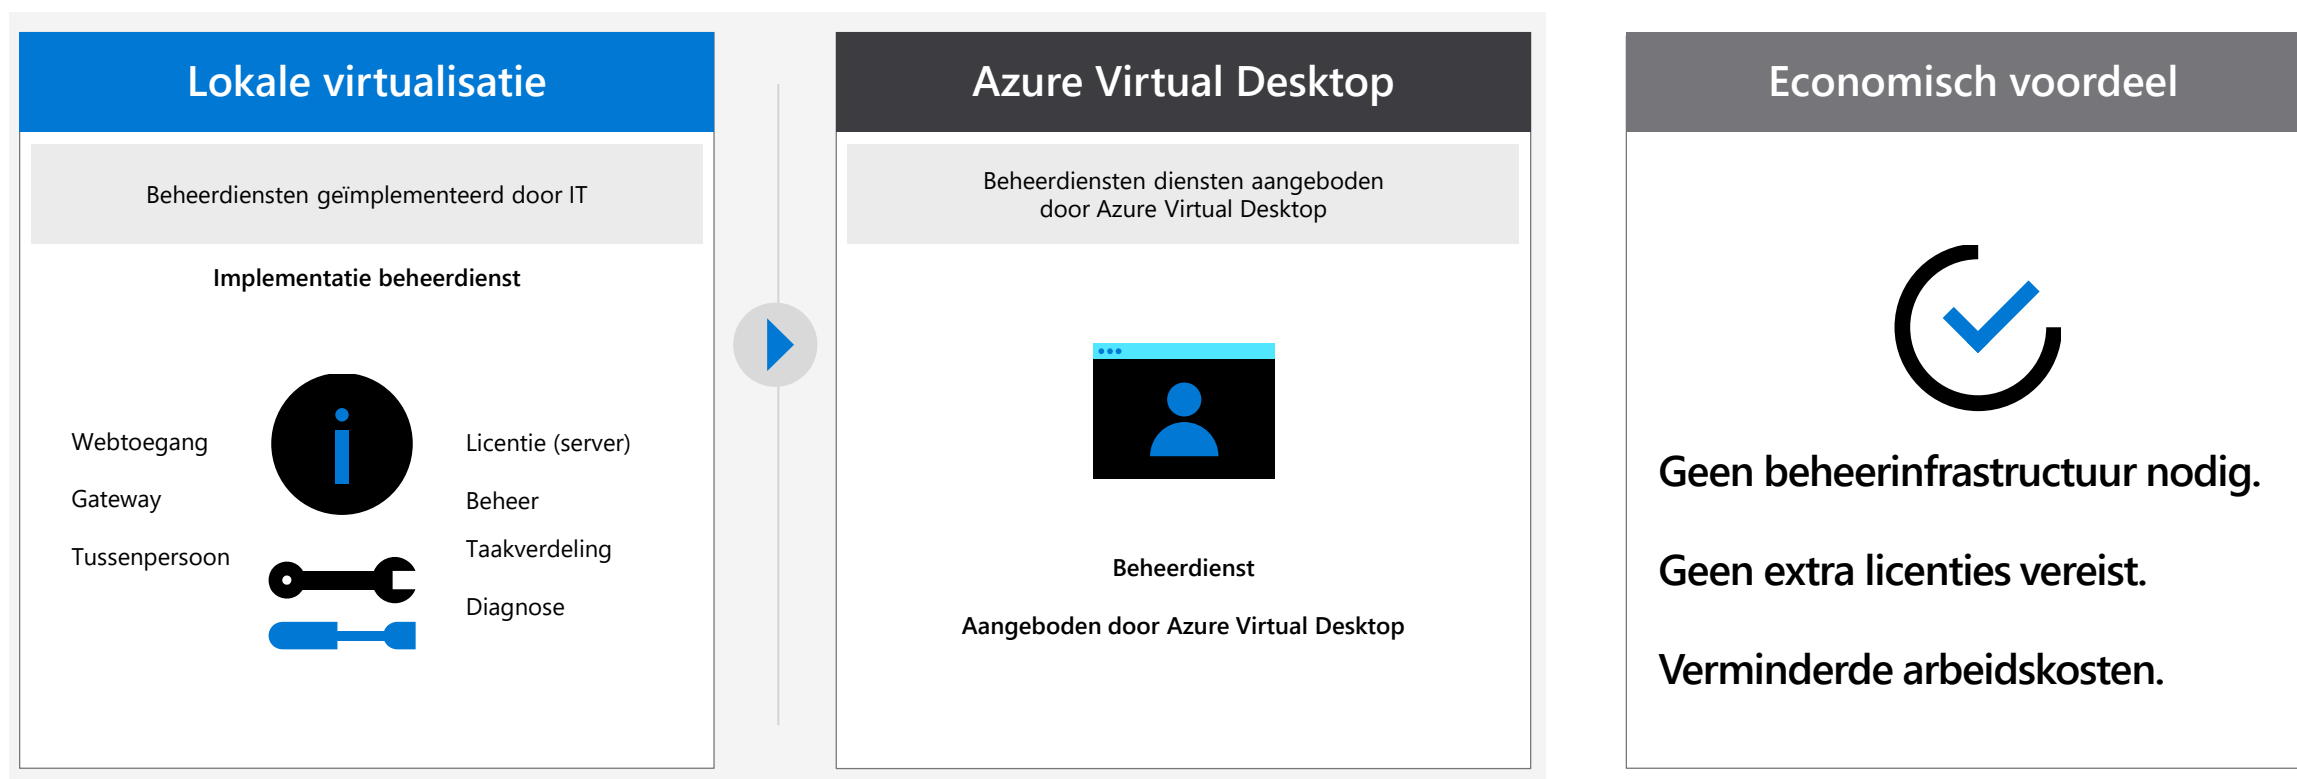 Lokale virtualisatie
Beheerdiensten geïmplementeerd door IT
Implementatie beheerdienst
Webtoegang
Gateway
Tussenpersoon
Licentie (server)
Beheer
Taakverdeling
Diagnose
Azure Virtual Desktop
Beheerdiensten diensten aangeboden
door Azure Virtual Desktop
Beheerdienst
Aangeboden door Azure Virtual Desktop
Economisch voordeel
Geen beheerinfrastructuur nodig.
Geen extra licenties vereist.
Verminderde arbeidskosten.